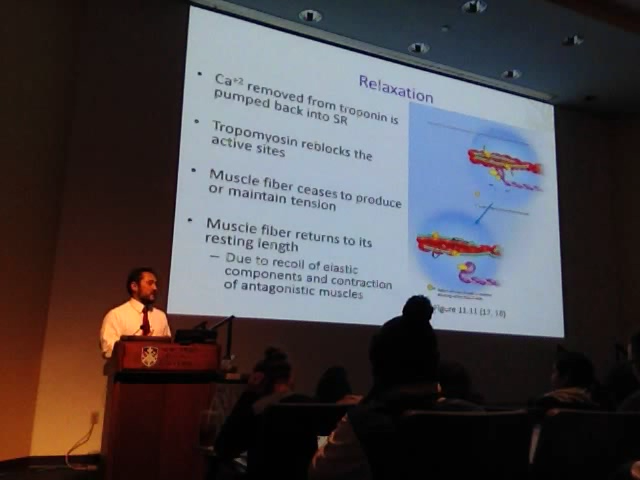 Relaxation
• Ca+2 removed from troponin is
pumped back into SR
• Tropomyosin reblocks the
active sites
• Muscle fiber ceases to produce
or maintain tension
• Muscle fiber returns to its
resting length
– Due to recoil of elastic
components and contraction
of antagonistic muscles
Figure 11.11 (17, 18)